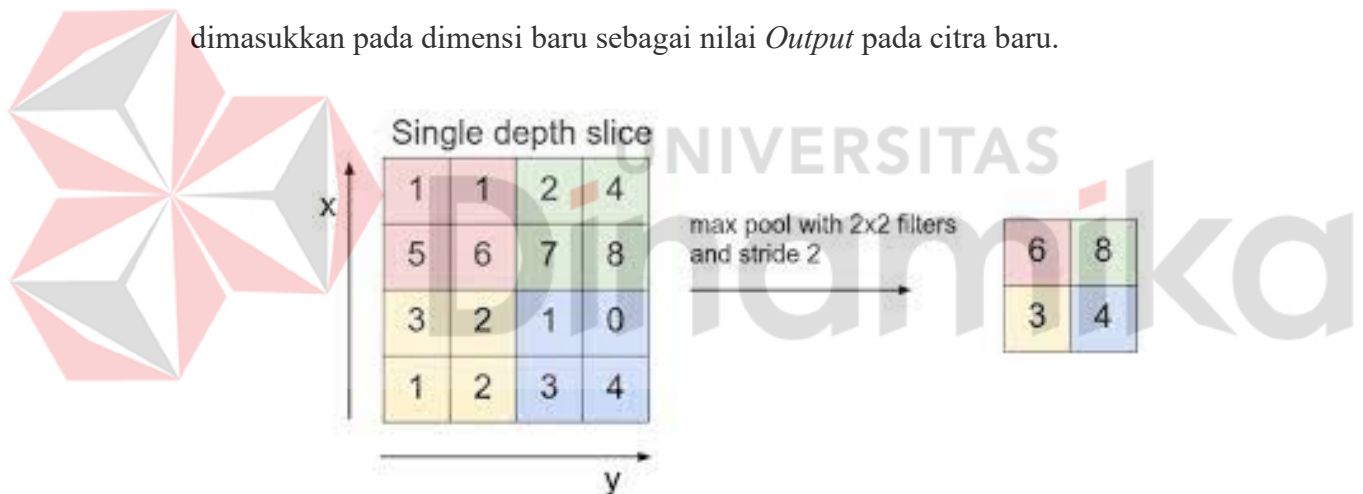 dimasukkan pada dimensi baru sebagai nilai Output pada citra baru.
UNIVERSITAS
Dinamika
Single depth slice
x
1 1 2 4
5 6 7 8
3 2 1 0
1 2 3 4
y
max pool with 2x2 filters
and stride 2
6 8
3 4